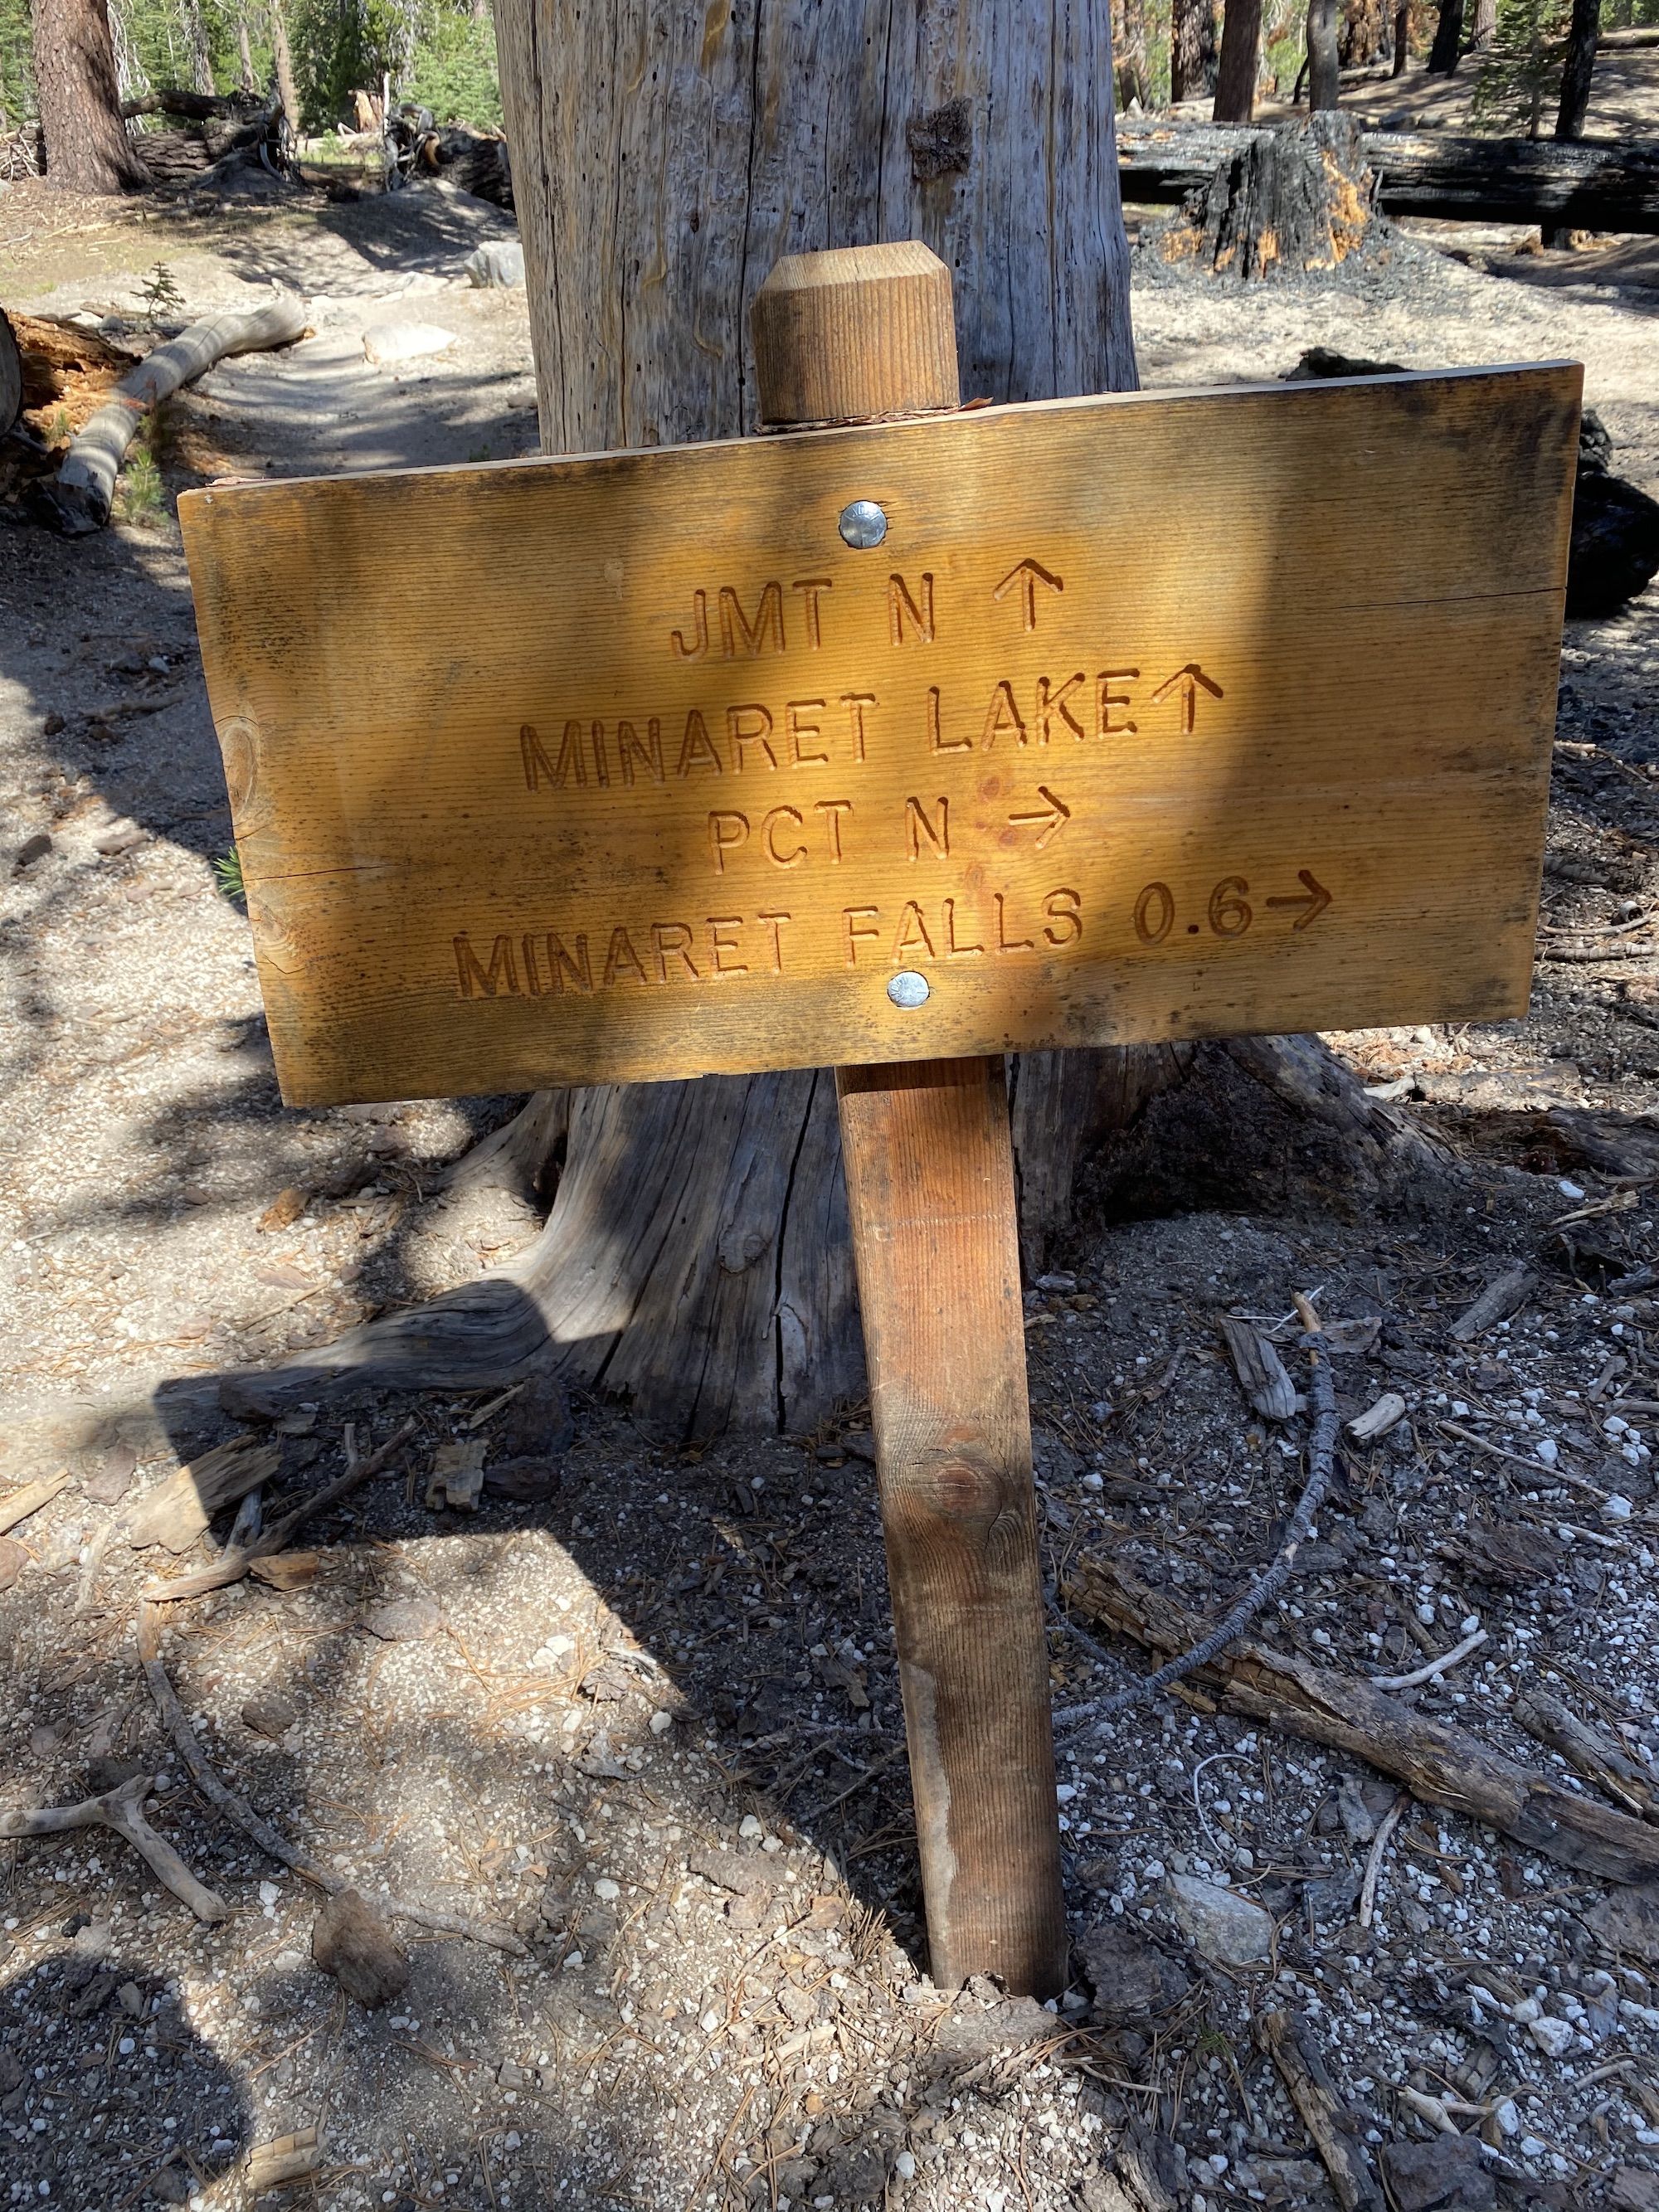 JMT N ↑
MINARET LAKE ↑
PCT N →
MINARET FALLS 0.6 →